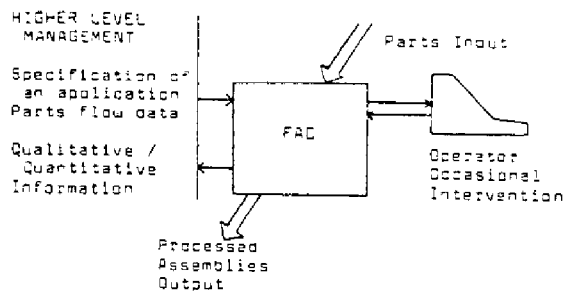 HIGHER LEVEL
MANAGEMENT
Parts Input
Specification of
an application
Parts flow data
FAC
Qualitative /
Quantitative
Information
Operator
Occasional
Intervention
Processed
Assemblies
Output